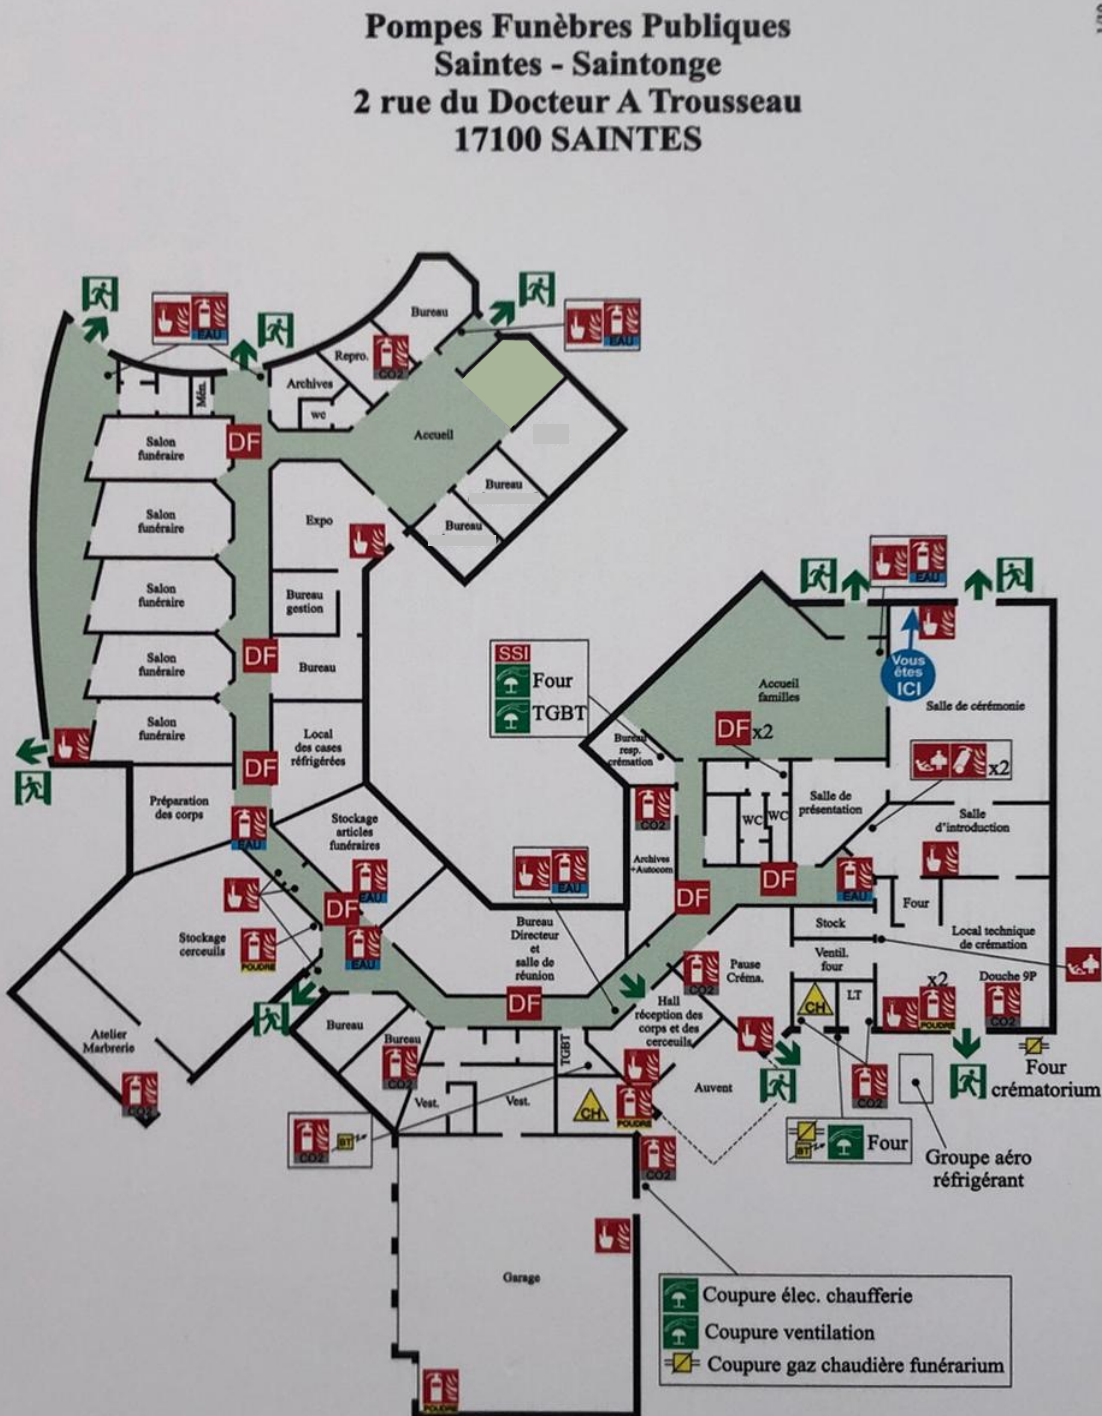 Pompes Funèbres Publiques
Saintes - Saintonge
2 rue du Docteur A Trousseau
17100 SAINTES
EAU
Bureau
EAU
Repro.
CO2
Archives
Mén.
wc
Salon
funéraire
DF
Accueil
Bureau
Salon
funéraire
Expo
Bureau
EAU
Salon
funéraire
Bureau
gestion
SSI
Four
TGBT
Vous
êtes
ICI
Salon
funéraire
DF
Bureau
Accueil
familles
Salle de cérémonie
Salon
funéraire
Local
des cases
réfrigérées
DF
Bureau
resp.
crémation
DF x2
x2
Préparation
des corps
EAU
Stockage
articles
funéraires
CO2
WC
WC
Salle de
présentation
Salle
d'introduction
EAU
EAU
Archives
+Autocom
DF
EAU
DF
DF
Four
Stockage
cerceuils
POUDRE
EAU
Bureau
Directeur
et
salle de
réunion
Stock
Local technique
de crémation
Ventil.
four
Pause
Créma.
CO2
DF
Hall
réception des
corps et des
cerceuils
CH
LT
x2
POUDRE
Douche 9P
CO2
Atelier
Marbrerie
CO2
Bureau
Bureau
CO2
TGBT
Four
crématorium
Vest.
Vest.
CH
POUDRE
Auvent
CO2
CO2
BT
CO2
BT
Four
Groupe aéro
réfrigérant
Garage
Coupure élec. chaufferie
Coupure ventilation
Coupure gaz chaudière funérarium
POUDRE